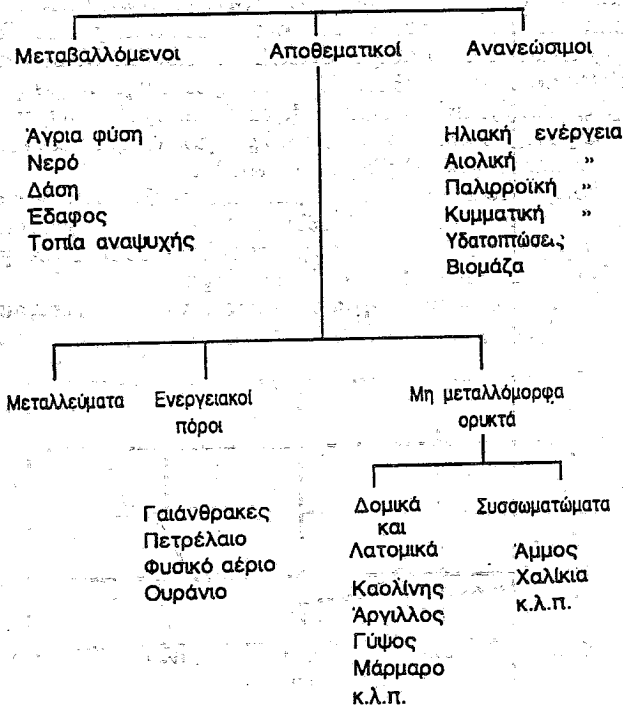 Μεταβαλλόμενοι
Αποθεματικοί
Ανανεώσιμοι
Άγρια φύση
Νερό
Δάση
Έδαφος
Τοπία αναψυχής
Ηλιακή ενέργεια
Αιολική »
Παλιρροϊκή »
Κυμματική »
Υδατοπτώσεις
Βιομάζα
Μεταλλεύματα
Ενεργειακοί
πόροι
Μη μεταλλόμορφα
ορυκτά
Γαιάνθρακες
Πετρέλαιο
Φυσικό αέριο
Ουράνιο
Δομικά
και
Λατομικά
Καολίνης
Άργιλλος
Γύψος
Μάρμαρο
κ.λ.π.
Συσσωματώματα
Άμμος
Χαλίκια
κ.λ.π.